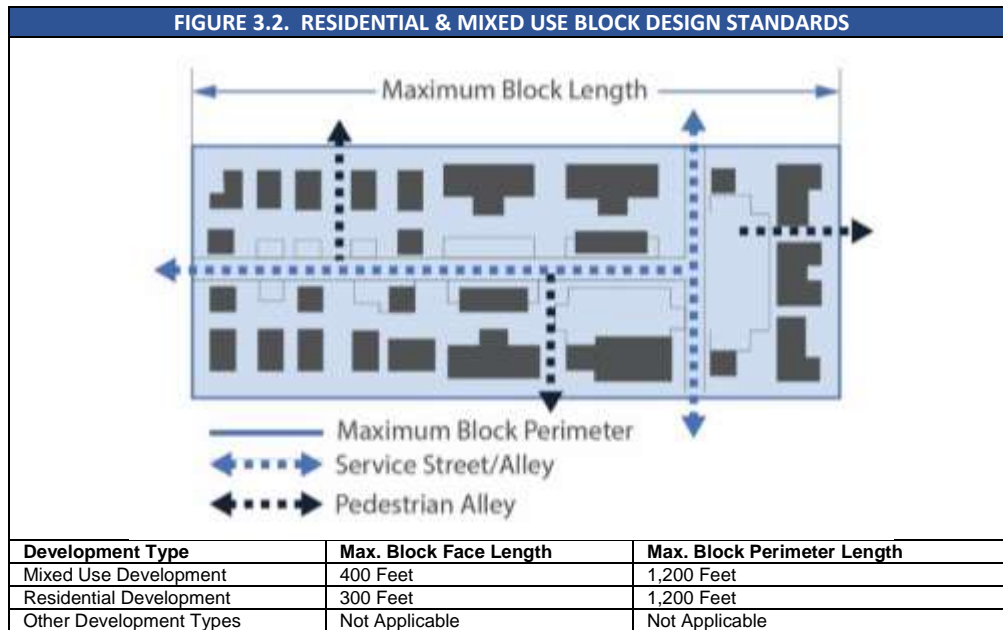 FIGURE 3.2. RESIDENTIAL & MIXED USE BLOCK DESIGN STANDARDS
Maximum Block Length
Maximum Block Perimeter
Service Street/Alley
Pedestrian Alley
Development Type Max. Block Face Length Max. Block Perimeter Length
Mixed Use Development 400 Feet 1,200 Feet
Residential Development 300 Feet 1,200 Feet
Other Development Types Not Applicable Not Applicable